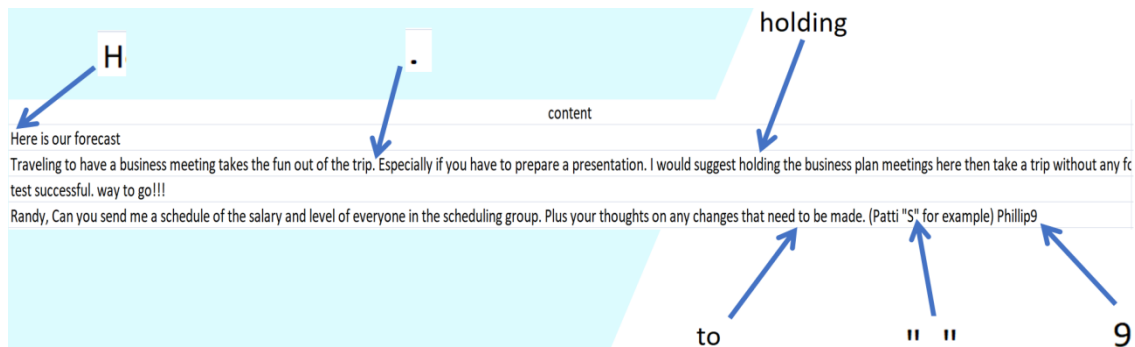 holding
H
.
content
Here is our forecast
Traveling to have a business meeting takes the fun out of the trip. Especially if you have to prepare a presentation. I would suggest holding the business plan meetings here then take a trip without any
test successful. way to go!!!
Randy, Can you send me a schedule of the salary and level of everyone in the scheduling group. Plus your thoughts on any changes that need to be made. (Patti "S" for example) Phillip9
to " " 9